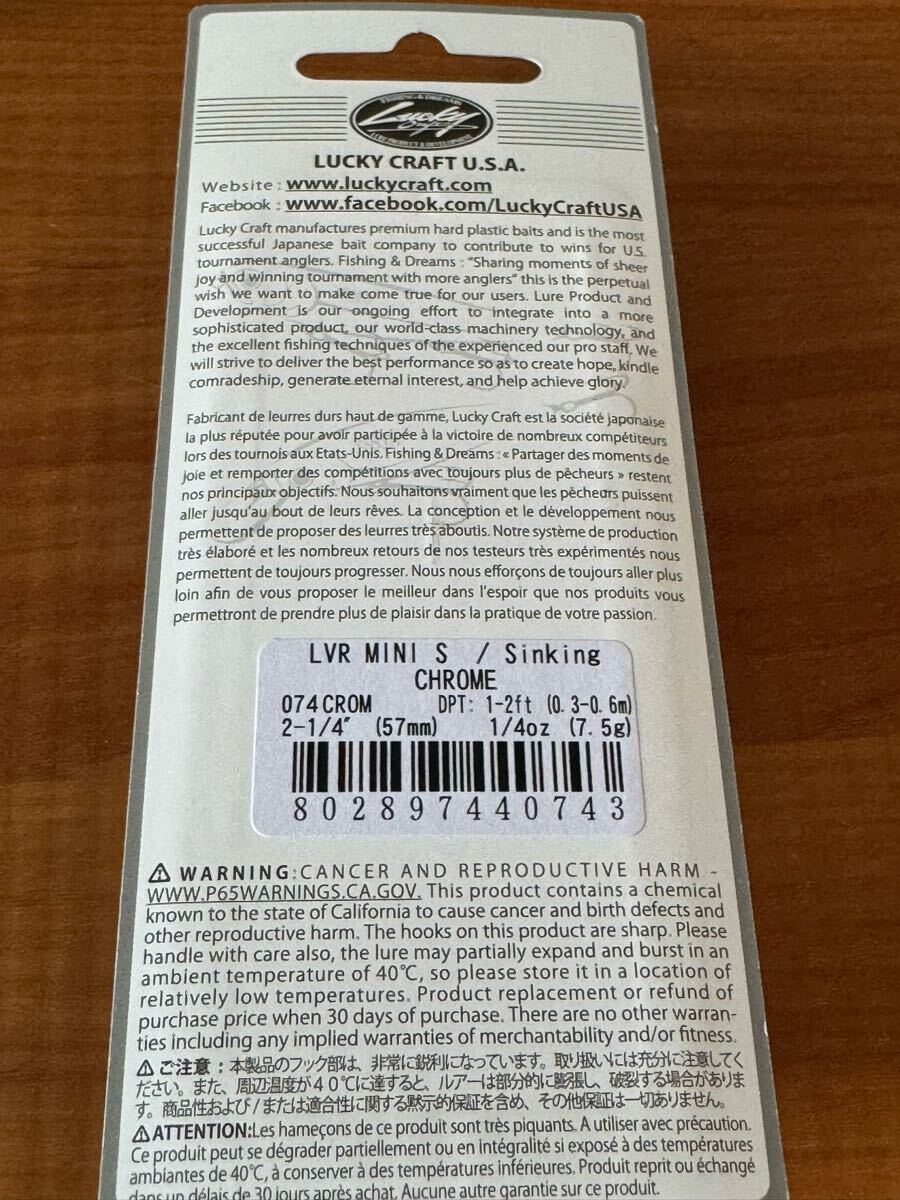 FISHING & DREAMS
Lucky Craft
LURE PRODUCT & DEVELOPMENT
LUCKY CRAFT U.S.A.
Website : www.luckycraft.com
Facebook : www.facebook.com/LuckyCraftUSA
Lucky Craft manufactures premium hard plastic baits and is the most
successful Japanese bait company to contribute to wins for U.S.
tournament anglers. Fishing & Dreams : "Sharing moments of sheer
joy and winning tournament with more anglers" this is the perpetual
wish we want to make come true for our users. Lure Product and
Development is our ongoing effort to integrate into a more
sophisticated product, our world-class machinery technology, and
the excellent fishing techniques of the experienced our pro staff. We
will strive to deliver the best performance so as to create hope, kindle
comradeship, generate eternal interest, and help achieve glory.
Fabricant de leurres durs haut de gamme, Lucky Craft est la société japonaise
la plus réputée pour avoir participée à la victoire de nombreux compétiteurs
lors des tournois aux Etats-Unis. Fishing & Dreams : « Partager des moments de
joie et remporter des compétitions avec toujours plus de pêcheurs » restent
nos principaux objectifs. Nous souhaitons vraiment que les pêcheurs puissent
aller jusqu'au bout de leurs rêves. La conception et le développement nous
permettent de proposer des leurres très aboutis. Notre système de production
très élaboré et les nombreux retours de nos testeurs très expérimentés nous
permettent de toujours progresser. Nous nous efforçons de toujours aller plus
loin afin de vous proposer le meilleur dans l'espoir que nos produits vous
permettront de prendre plus de plaisir dans la pratique de votre passion.
LVR MINI S / Sinking
CHROME
074CROM DPT: 1-2ft (0.3-0.6m)
2-1/4" (57mm) 1/4oz (7.5g)
802897440743
⚠ WARNING:CANCER AND REPRODUCTIVE HARM -
WWW.P65WARNINGS.CA.GOV. This product contains a chemical
known to the state of California to cause cancer and birth defects and
other reproductive harm. The hooks on this product are sharp. Please
handle with care also, the lure may partially expand and burst in an
ambient temperature of 40℃, so please store it in a location of
relatively low temperatures. Product replacement or refund of
purchase price when 30 days of purchase. There are no other warran-
ties including any implied warranties of merchantability and/or fitness.
⚠ ご注意：本製品のフック部は、非常に鋭利になっています。取り扱いには充分に注意してく
ださい。また、周辺温度が40℃に達すると、ルアーは部分的に膨張し、破裂する場合がありま
す。商品性および/または適合性に関する黙示的保証を含め、その他保証は一切ありません。
⚠ATTENTION:Les hameçons de ce produit sont très piquants. A utiliser avec précaution.
Ce produit peut se dégrader partiellement ou en intégralité si exposé à des températures
ambiantes de 40℃, à conserver à des températures inférieures. Produit reprit ou échangé
dans un délais de 30 jours après achat. Aucune autre garantie sur ce produit.